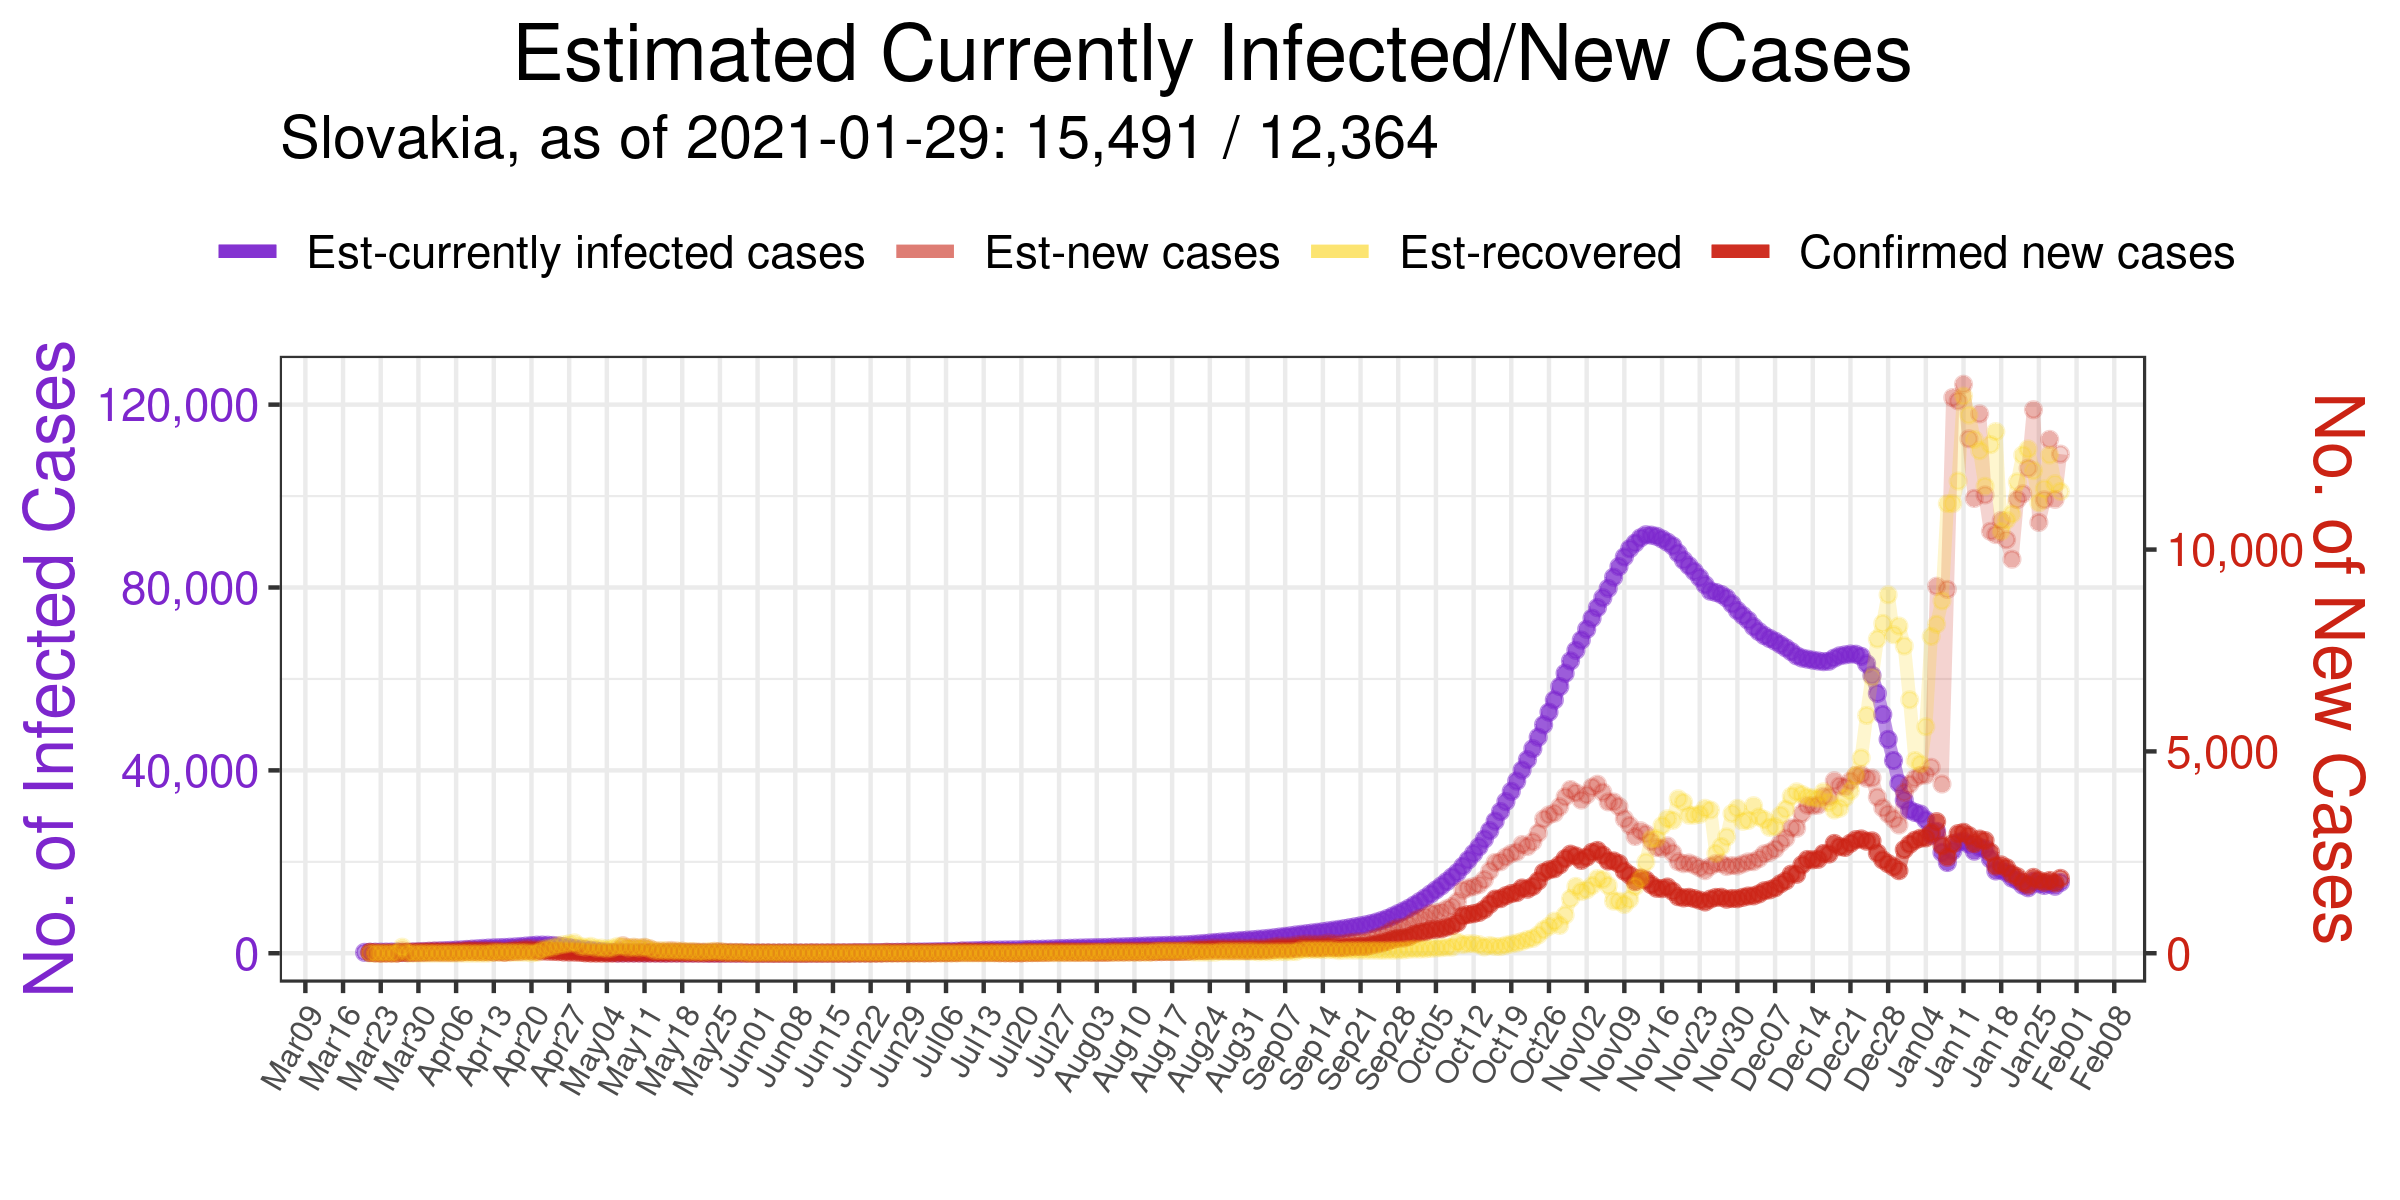 Estimated Currently Infected/New Cases
Slovakia, as of 2021-01-29: 15,491 / 12,364
Est-currently infected cases Est-new cases Est-recovered Confirmed new cases
No. of Infected Cases
120,000
80,000
40,000
0
10,000
5,000
0
No. of New Cases
Mar09 Mar16 Mar23 Mar30 Apr06 Apr13 Apr20 Apr27 May04 May11 May18 May25 Jun01 Jun08 Jun15 Jun22 Jun29 Jul06 Jul13 Jul20 Jul27 Aug03 Aug10 Aug17 Aug24 Aug31 Sep07 Sep14 Sep21 Sep28 Oct05 Oct12 Oct19 Oct26 Nov02 Nov09 Nov16 Nov23 Nov30 Dec07 Dec14 Dec21 Dec28 Jan04 Jan11 Jan18 Jan25 Feb01 Feb08